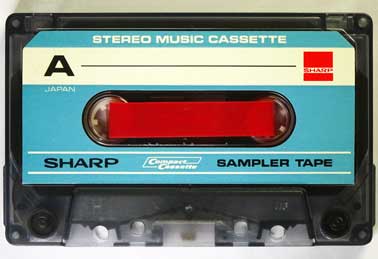 STEREO MUSIC CASSETTE
A
SHARP
JAPAN
SHARP Compact Cassette SAMPLER TAPE